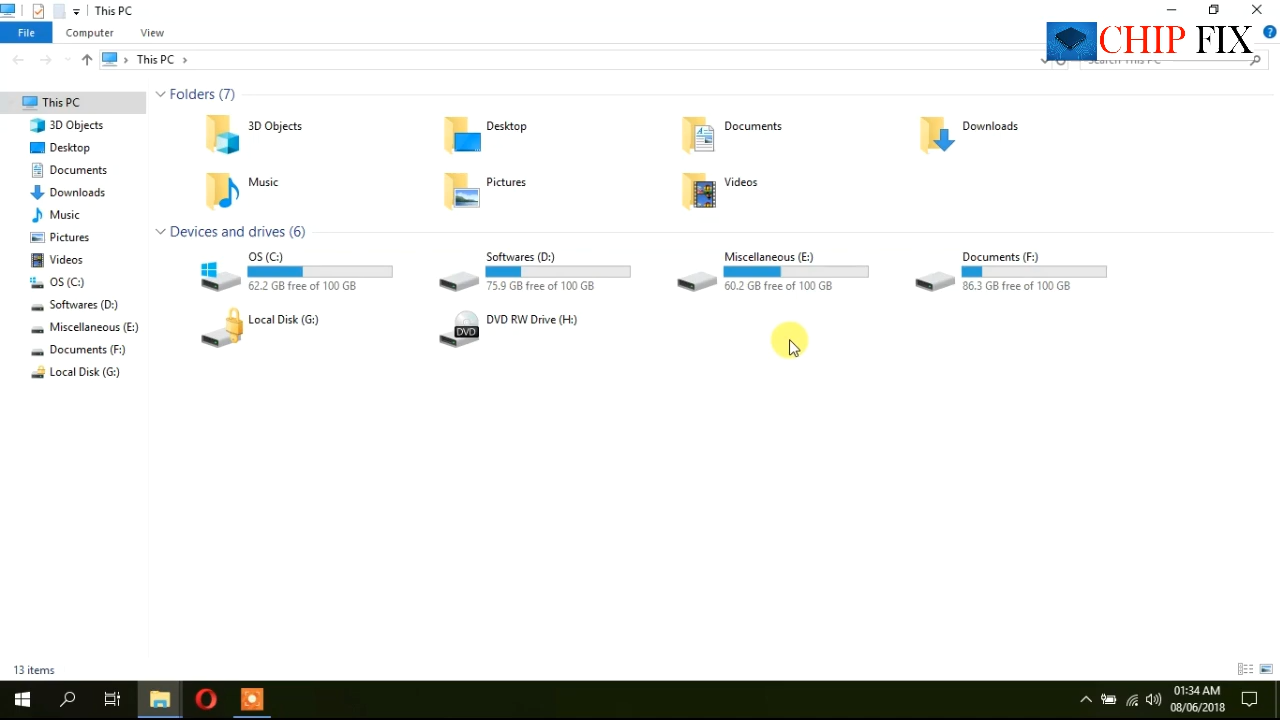 This PC
CHIP FIX
File
Computer
View
This PC
Search This PC
This PC
3D Objects
Desktop
Documents
Downloads
Music
Pictures
Videos
OS (C:)
Softwares (D:)
Miscellaneous (E:)
Documents (F:)
Local Disk (G:)
Folders (7)
3D Objects
Desktop
Documents
Downloads
Music
Pictures
Videos
Devices and drives (6)
OS (C:)
62.2 GB free of 100 GB
Softwares (D:)
75.9 GB free of 100 GB
Miscellaneous (E:)
60.2 GB free of 100 GB
Documents (F:)
86.3 GB free of 100 GB
Local Disk (G:)
DVD RW Drive (H:)
DVD
13 items
01:34 AM
08/06/2018